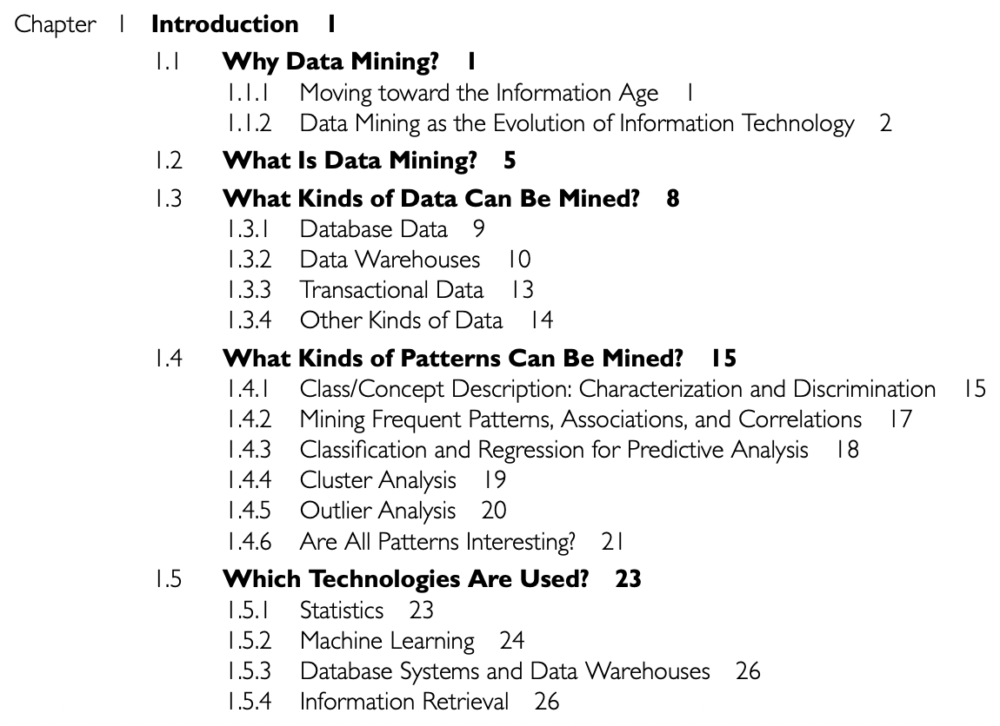 Chapter 1 Introduction 1
1.1 Why Data Mining? 1
1.1.1 Moving toward the Information Age 1
1.1.2 Data Mining as the Evolution of Information Technology 2
1.2 What Is Data Mining? 5
1.3 What Kinds of Data Can Be Mined? 8
1.3.1 Database Data 9
1.3.2 Data Warehouses 10
1.3.3 Transactional Data 13
1.3.4 Other Kinds of Data 14
1.4 What Kinds of Patterns Can Be Mined? 15
1.4.1 Class/Concept Description: Characterization and Discrimination 15
1.4.2 Mining Frequent Patterns, Associations, and Correlations 17
1.4.3 Classification and Regression for Predictive Analysis 18
1.4.4 Cluster Analysis 19
1.4.5 Outlier Analysis 20
1.4.6 Are All Patterns Interesting? 21
1.5 Which Technologies Are Used? 23
1.5.1 Statistics 23
1.5.2 Machine Learning 24
1.5.3 Database Systems and Data Warehouses 26
1.5.4 Information Retrieval 26